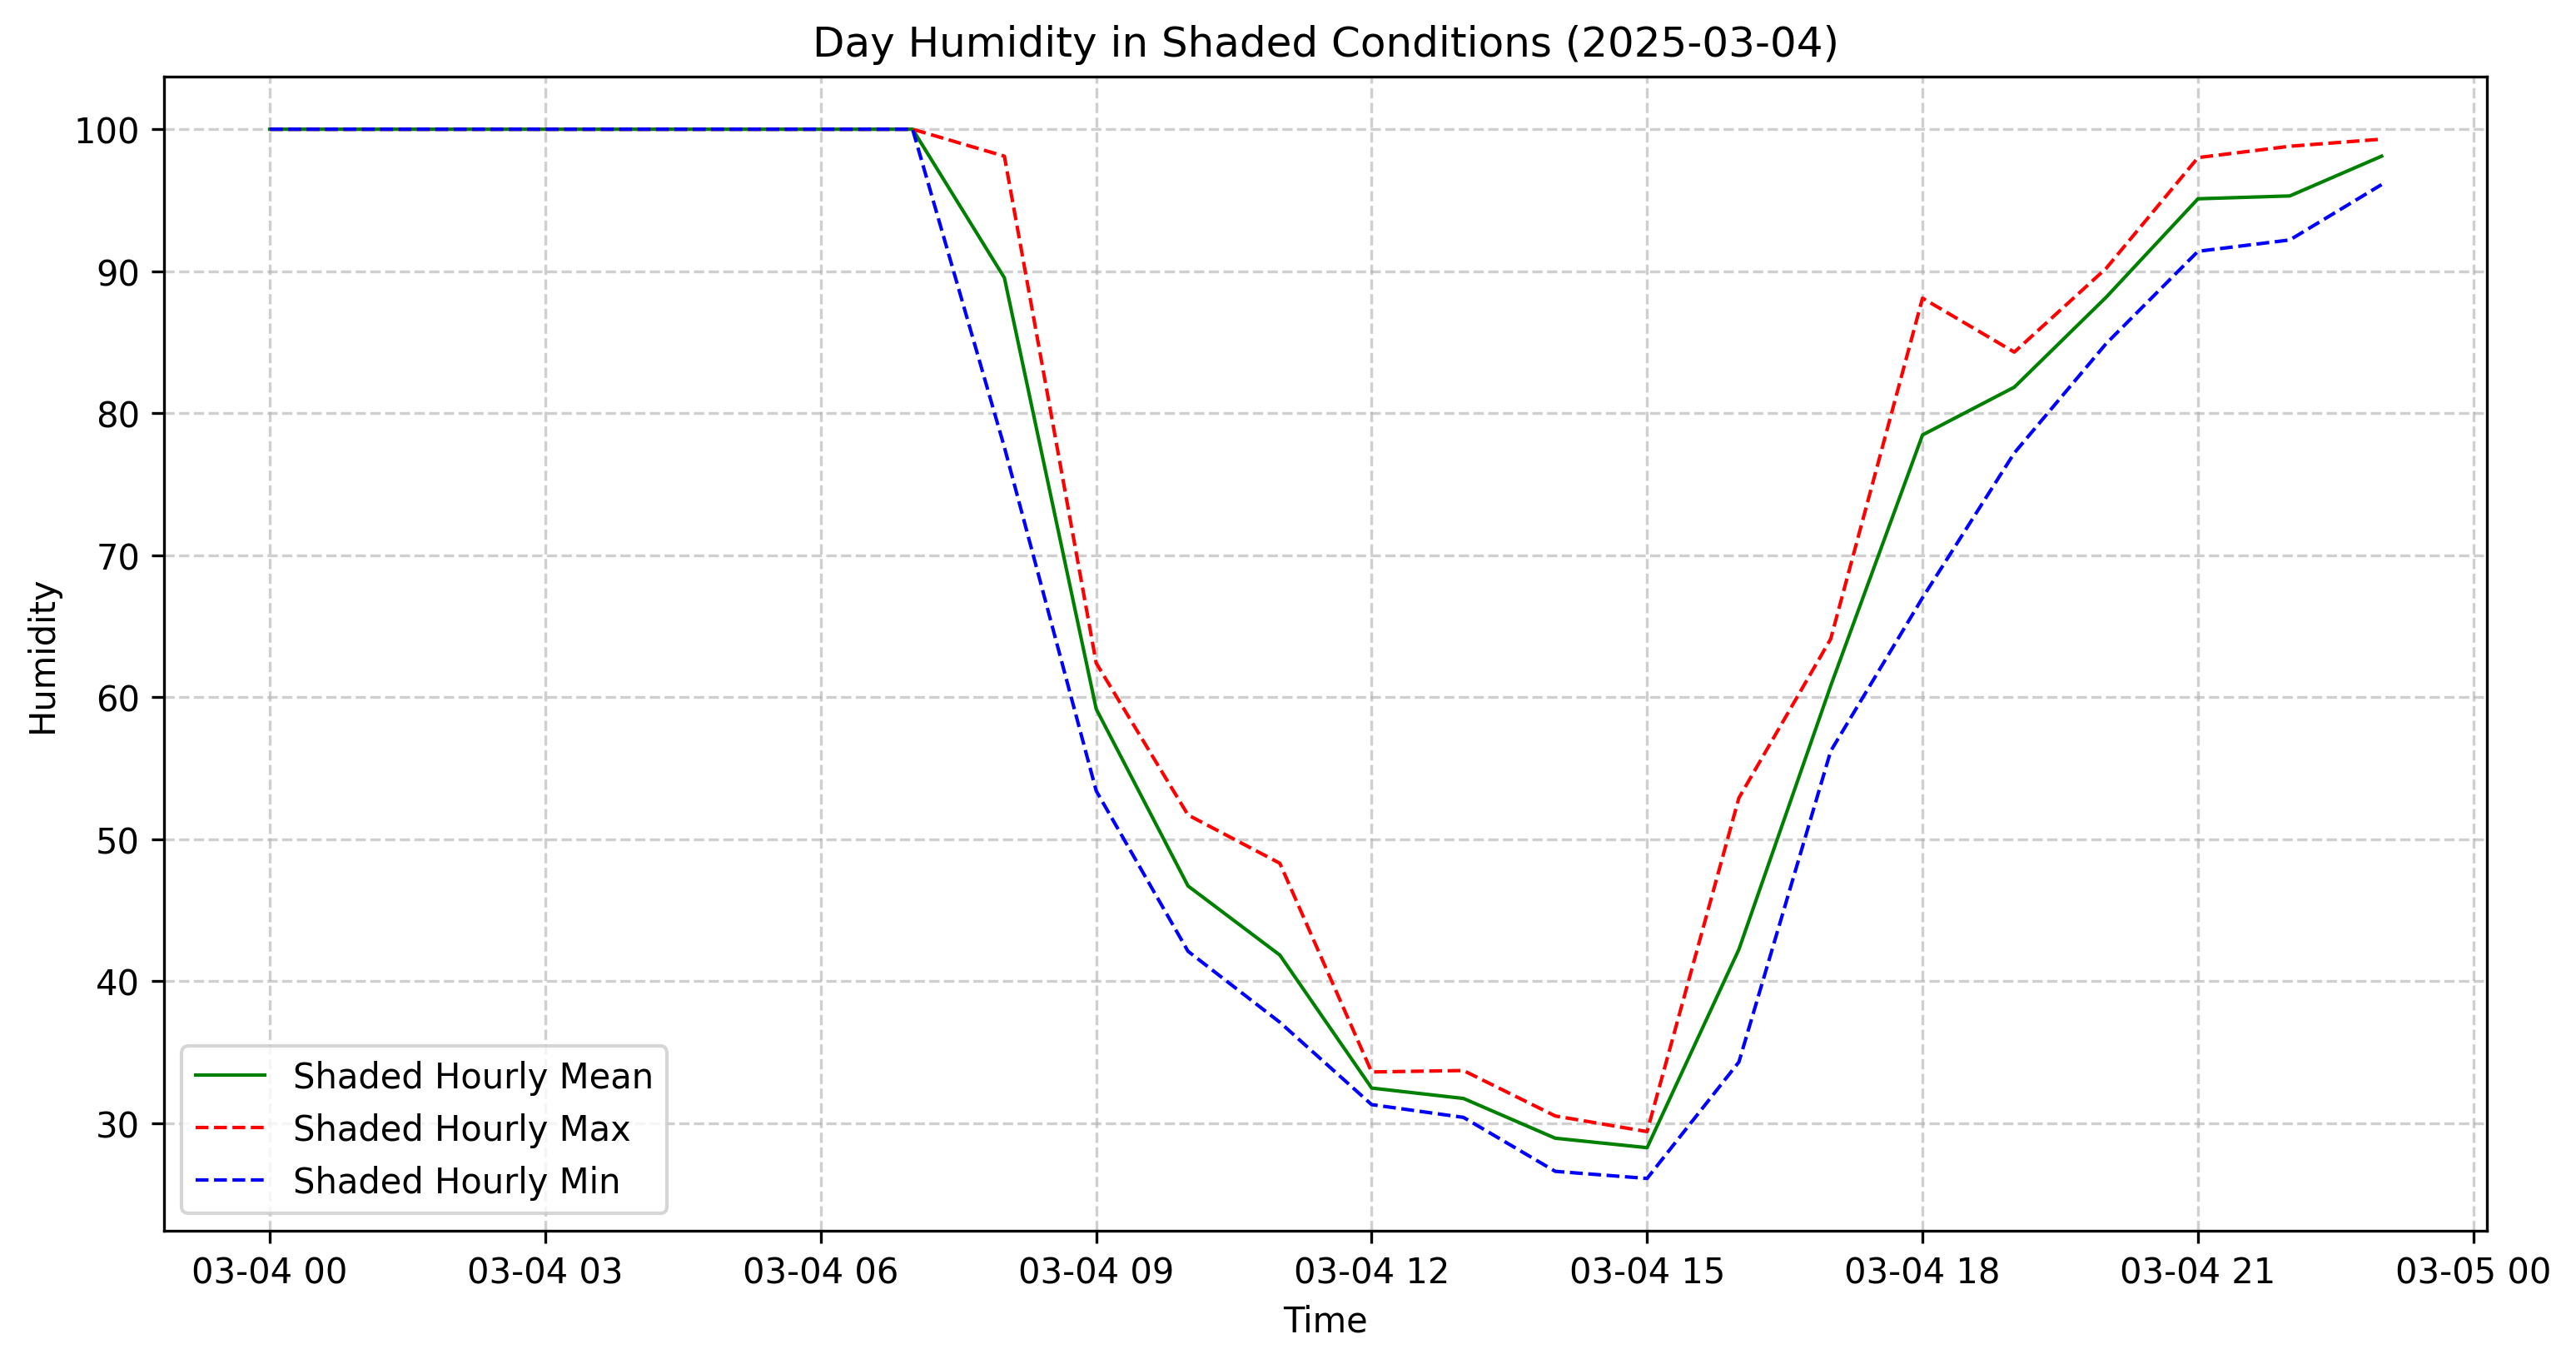 Day Humidity in Shaded Conditions (2025-03-04)
Humidity
100
90
80
70
60
50
40
30
Shaded Hourly Mean
Shaded Hourly Max
Shaded Hourly Min
03-04 00 03-04 03 03-04 06 03-04 09 03-04 12 03-04 15 03-04 18 03-04 21 03-05 00
Time